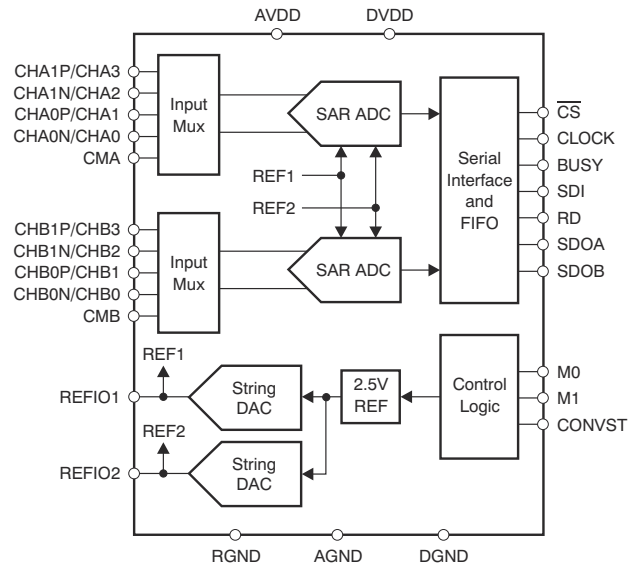 AVDD
DVDD
CHA1P/CHA3
CHA1N/CHA2
CHA0P/CHA1
CHA0N/CHA0
CMA
Input
Mux
SAR ADC
REF1
REF2
Serial
Interface
and
FIFO
CS
CLOCK
BUSY
SDI
RD
SDOA
SDOB
CHB1P/CHB3
CHB1N/CHB2
CHB0P/CHB1
CHB0N/CHB0
CMB
Input
Mux
SAR ADC
REF1
REFIO1
String
DAC
2.5V
REF
Control
Logic
M0
M1
CONVST
REF2
REFIO2
String
DAC
RGND
AGND
DGND